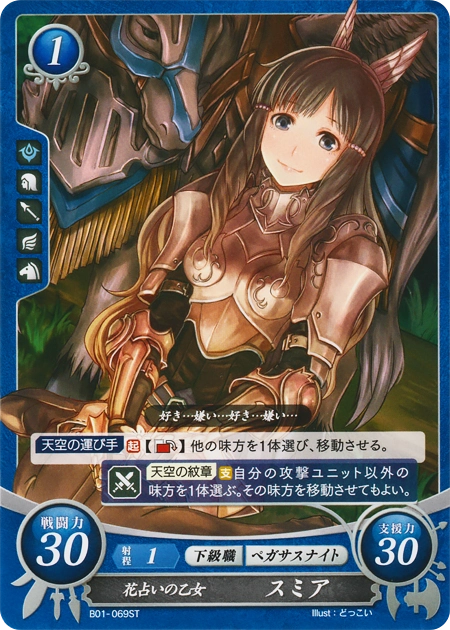 1
好き…嫌い…好き…嫌い…
天空の運び手 起【】他の味方を1体選び、移動させる。
天空の紋章 支 自分の攻撃ユニット以外の
味方を1体選ぶ。その味方を移動させてもよい。
戦闘力
30
射程 1 下級職 ペガサスナイト
支援力
30
花占いの乙女 スミア
B01-069ST Illust:どっこい